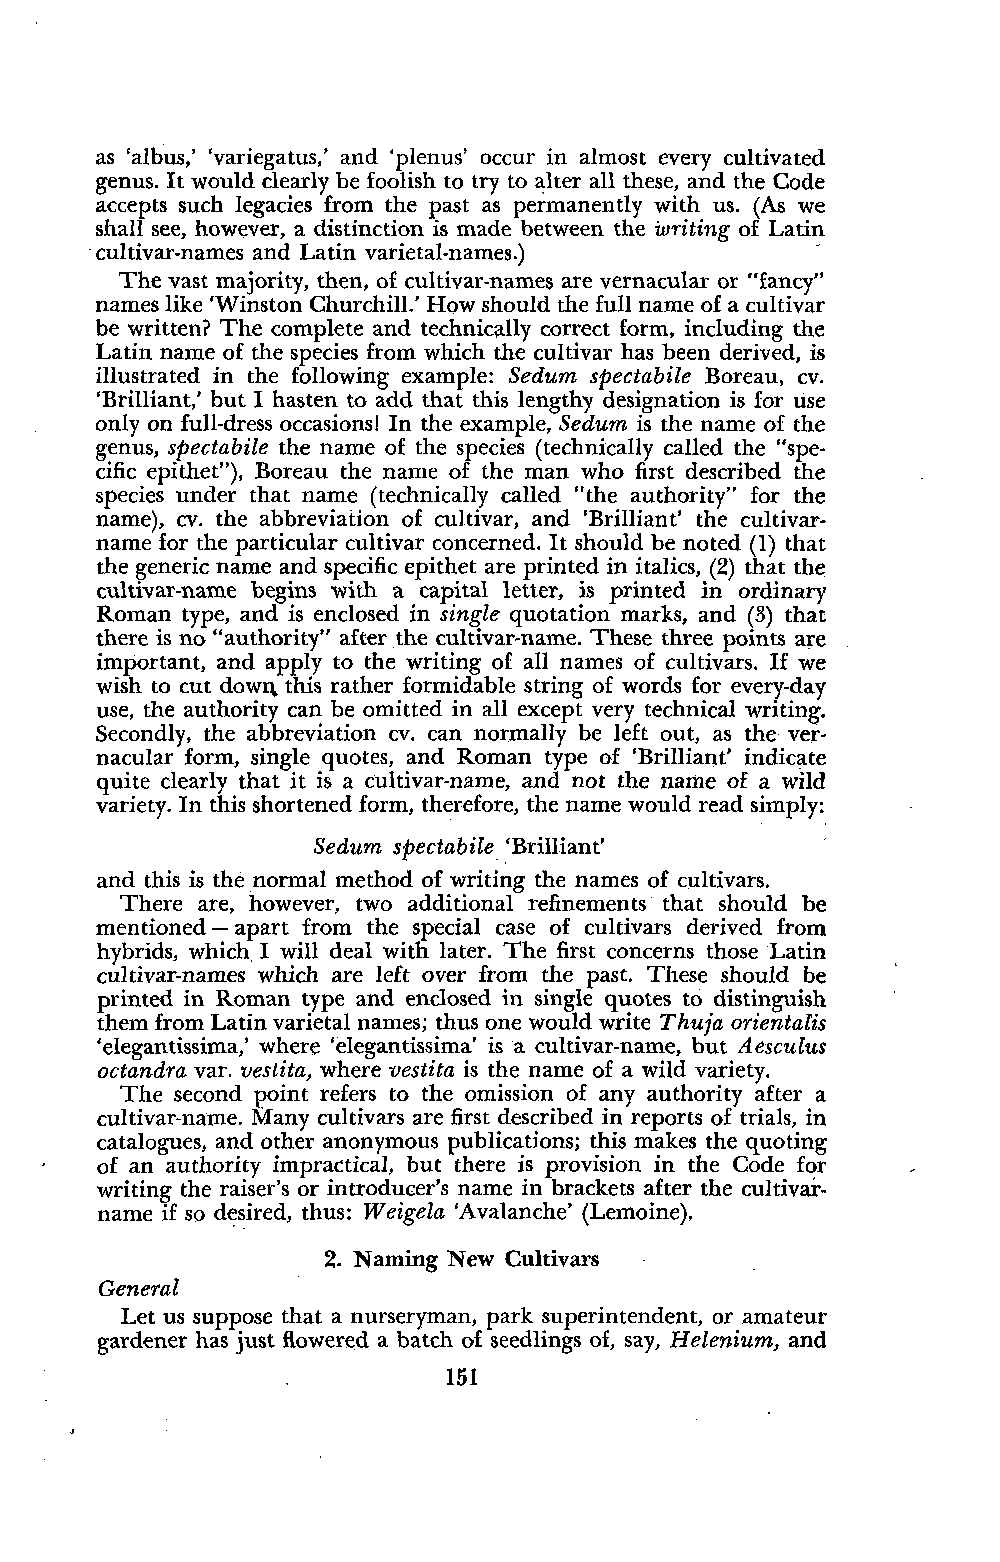 as 'albus,' 'variegatus,' and 'plenus' occur in almost every cultivated
genus. It would clearly be foolish to try to alter all these, and the Code
accepts such legacies from the past as permanently with us. (As we
shall see, however, a distinction is made between the writing of Latin
cultivar-names and Latin varietal-names.)
The vast majority, then, of cultivar-names are vernacular or "fancy"
names like 'Winston Churchill.' How should the full name of a cultivar
be written? The complete and technically correct form, including the
Latin name of the species from which the cultivar has been derived, is
illustrated in the following example: Sedum spectabile Boreau, cv.
'Brilliant,' but I hasten to add that this lengthy designation is for use
only on full-dress occasions! In the example, Sedum is the name of the
genus, spectabile the name of the species (technically called the "spe-
cific epithet"), Boreau the name of the man who first described the
species under that name (technically called "the authority" for the
name), cv. the abbreviation of cultivar, and 'Brilliant' the cultivar-
name for the particular cultivar concerned. It should be noted (1) that
the generic name and specific epithet are printed in italics, (2) that the
cultivar-name begins with a capital letter, is printed in ordinary
Roman type, and is enclosed in single quotation marks, and (3) that
there is no "authority" after the cultivar-name. These three points are
important, and apply to the writing of all names of cultivars. If we
wish to cut down this rather formidable string of words for every-day
use, the authority can be omitted in all except very technical writing.
Secondly, the abbreviation cv. can normally be left out, as the ver-
nacular form, single quotes, and Roman type of 'Brilliant' indicate
quite clearly that it is a cultivar-name, and not the name of a wild
variety. In this shortened form, therefore, the name would read simply:
Sedum spectabile 'Brilliant'
and this is the normal method of writing the names of cultivars.
There are, however, two additional refinements that should be
mentioned — apart from the special case of cultivars derived from
hybrids, which I will deal with later. The first concerns those Latin
cultivar-names which are left over from the past. These should be
printed in Roman type and enclosed in single quotes to distinguish
them from Latin varietal names; thus one would write Thuja orientalis
'elegantissima,' where 'elegantissima' is a cultivar-name, but Aesculus
octandra var. vestita, where vestita is the name of a wild variety.
The second point refers to the omission of any authority after a
cultivar-name. Many cultivars are first described in reports of trials, in
catalogues, and other anonymous publications; this makes the quoting
of an authority impractical, but there is provision in the Code for
writing the raiser's or introducer's name in brackets after the cultivar-
name if so desired, thus: Weigela 'Avalanche' (Lemoine).
2. Naming New Cultivars
General
Let us suppose that a nurseryman, park superintendent, or amateur
gardener has just flowered a batch of seedlings of, say, Helenium, and
151